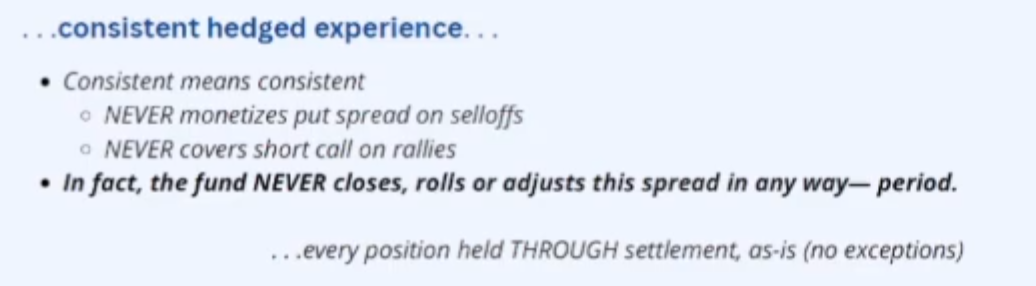 . . .consistent hedged experience. . .
• Consistent means consistent
○ NEVER monetizes put spread on selloffs
○ NEVER covers short call on rallies
• In fact, the fund NEVER closes, rolls or adjusts this spread in any way— period.
. . .every position held THROUGH settlement, as-is (no exceptions)